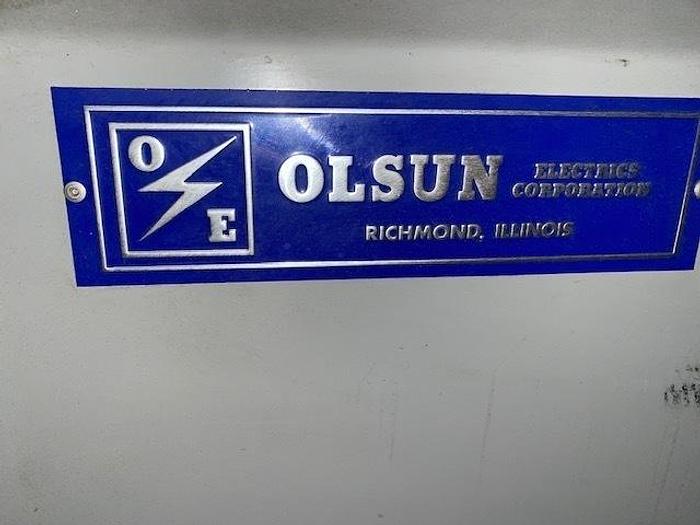 O
E
OLSUN ELECTRICS
CORPORATION
RICHMOND, ILLINOIS